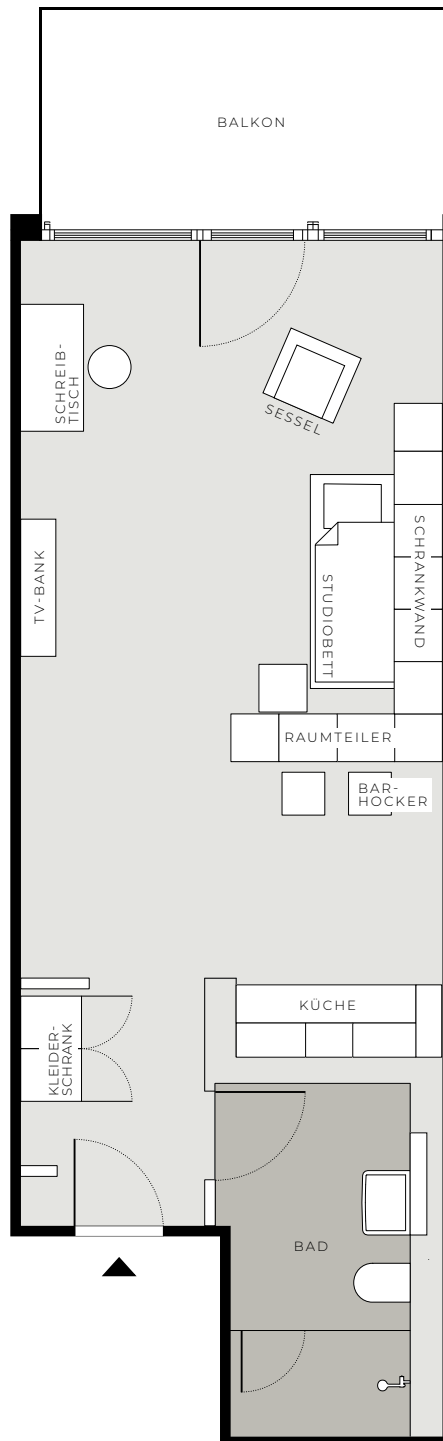 BALKON
SCHREIB-
TISCH
SESSEL
TV-BANK
STUDIOBETT
SCHRANKWAND
RAUMTEILER
BAR-
HOCKER
KÜCHE
KLEIDER-
SCHRANK
BAD